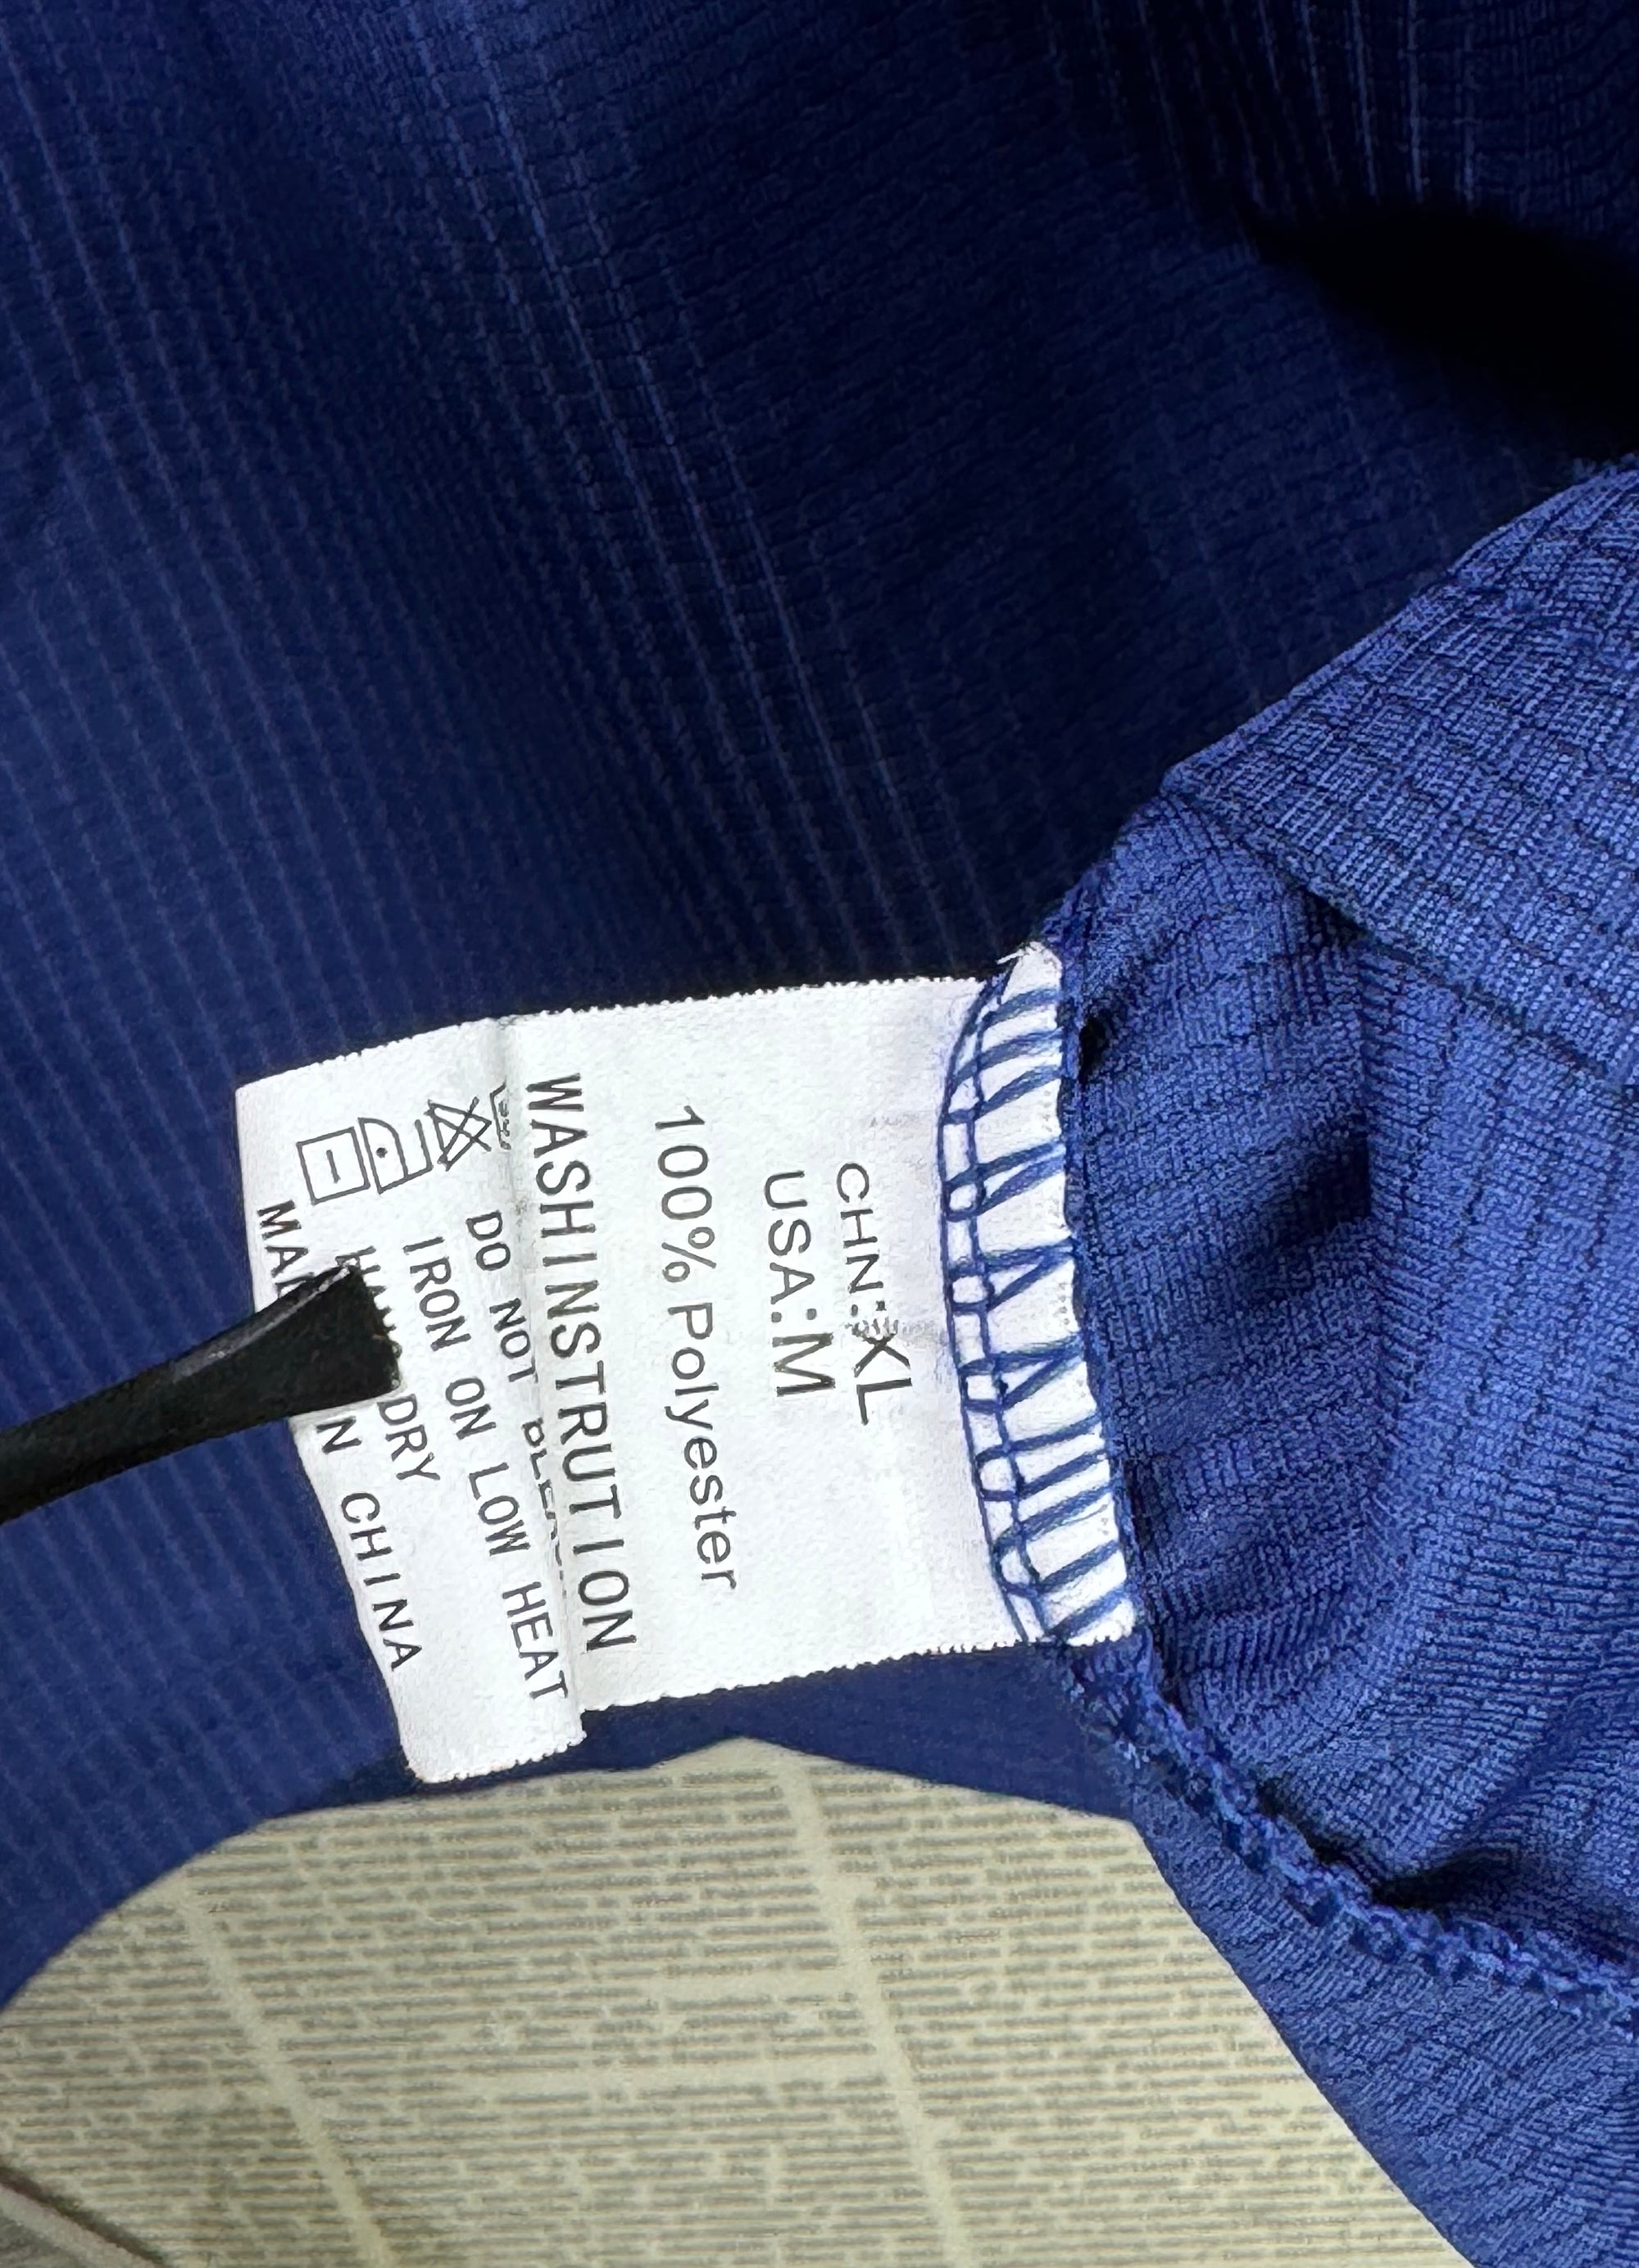 CHN:XL
USA:M
100% Polyester
WASHINSTRUTION
DO NOT
IRON ON LOW HEAT
DRY
CHINA